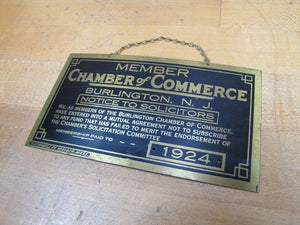 MEMBER
CHAMBER of COMMERCE
BURLINGTON, N. J.
NOTICE TO SOLICITORS
WE, AS MEMBERS OF THE BURLINGTON CHAMBER OF COMMERCE,
HAVE ENTERED INTO A MUTUAL AGREEMENT NOT TO SUBSCRIBE
TO ANY FUND THAT HAS FAILED TO MERIT THE ENDORSEMENT OF
THE CHAMBER'S SOLICITATION COMMITTEE
MEMBERSHIP PAID TO - -
1924